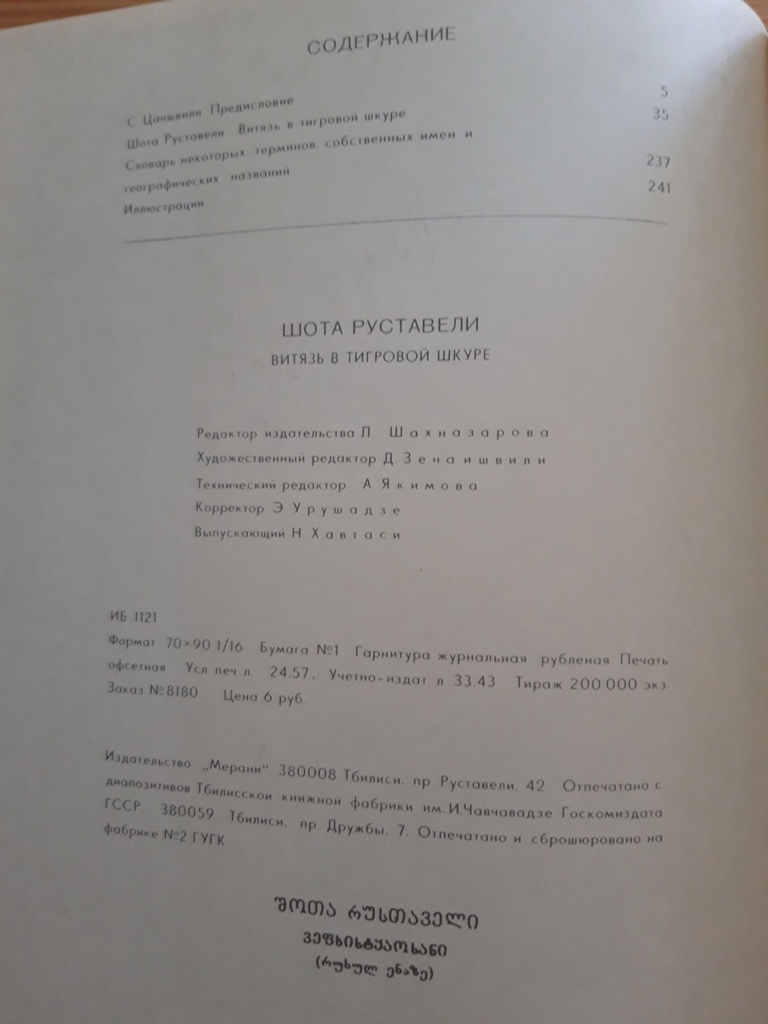 СОДЕРЖАНИЕ
С Цаишвили Предисловие 5
Шота Руставели Витязь в тигровой шкуре 35
Словарь некоторых терминов, собственных имен и
географических названий 237
Иллюстрации 241
ШОТА РУСТАВЕЛИ
ВИТЯЗЬ В ТИГРОВОЙ ШКУРЕ
Редактор издательства Л Шахназарова
Художественный редактор Д Зенаишвили
Технический редактор А Якимова
Корректор Э Урушадзе
Выпускающий Н Хавтаси
ИБ 1121
Формат 70×90 1/16 Бумага №1 Гарнитура журнальная рубленая Печать
офсетная Усл печ л 24.57. Учетно-издат л 33.43 Тираж 200 000 экз
Заказ №8180 Цена 6 руб
Издательство „Мерани“ 380008 Тбилиси, пр Руставели, 42 Отпечатано с
диапозитивов Тбилисской книжной фабрики им. И. Чавчавадзе Госкомиздата
ГССР 380059 Тбилиси, пр Дружбы, 7. Отпечатано и сброшюровано на
фабрике №2 ГУГК
შოთა რუსთაველი
ვეფხისტყაოსანი
(რუსულ ენაზე)